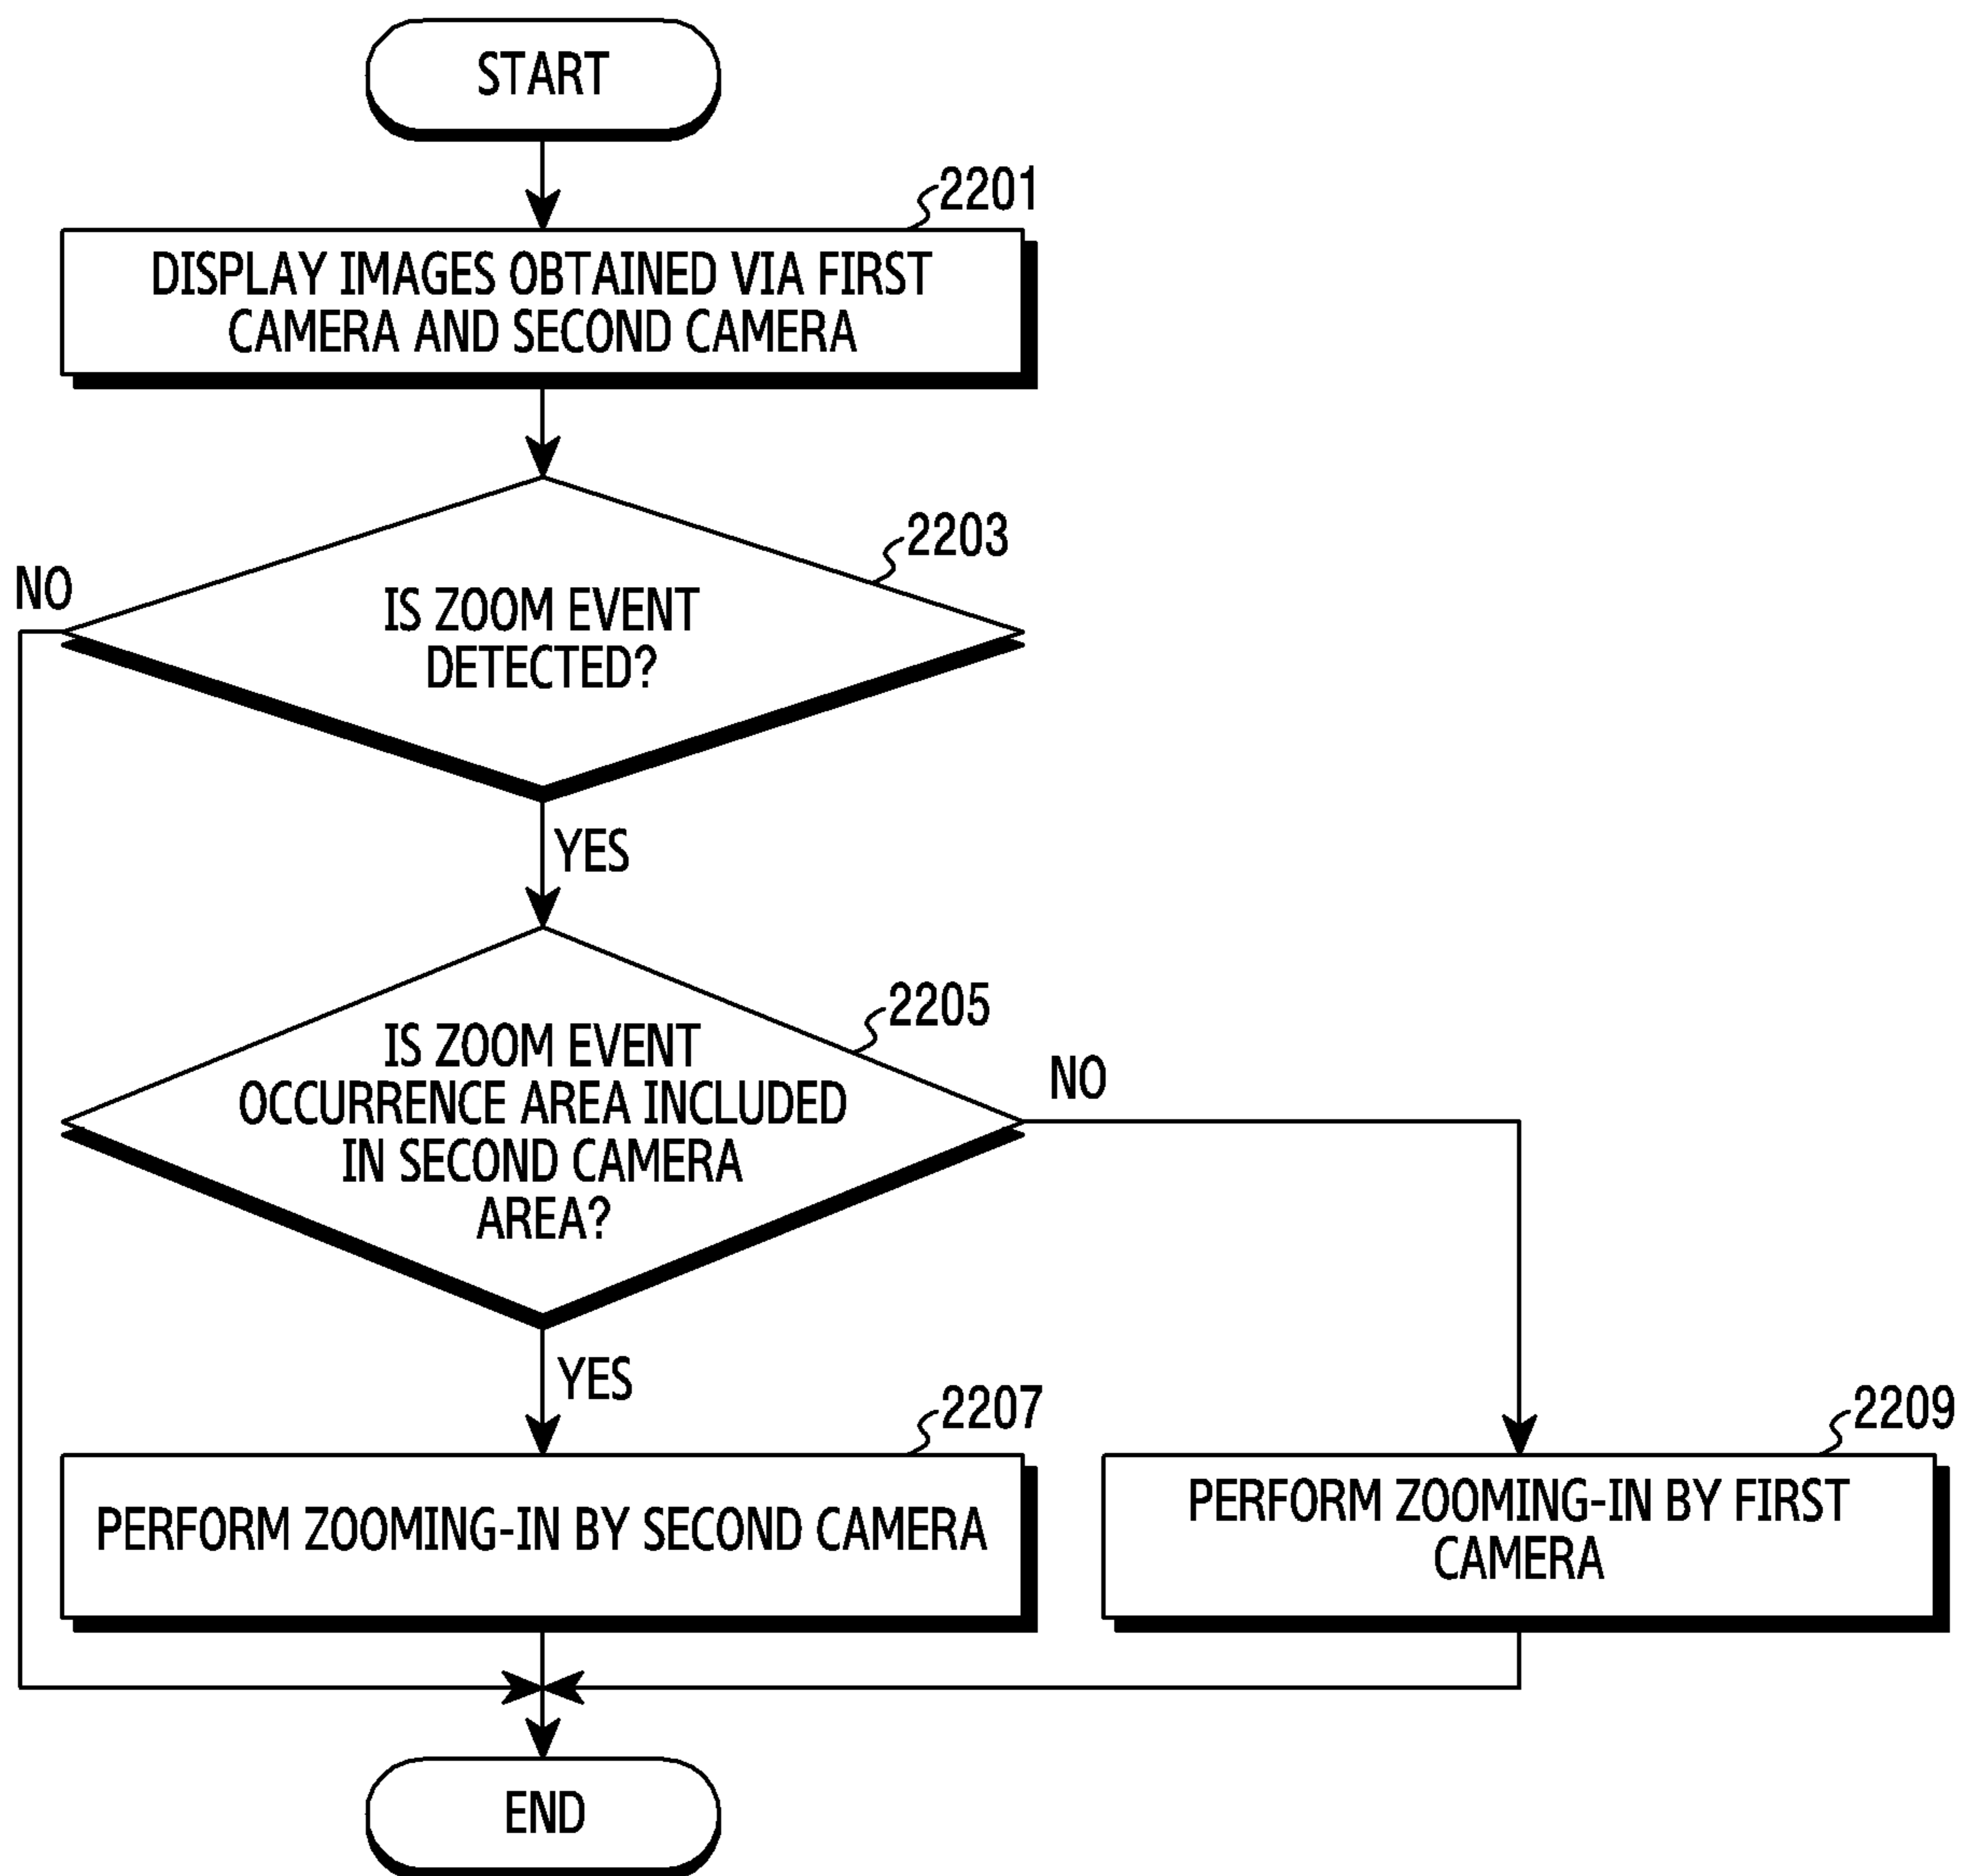 START
2201
DISPLAY IMAGES OBTAINED VIA FIRST
CAMERA AND SECOND CAMERA
2203
NO
IS ZOOM EVENT
DETECTED?
YES
2205
IS ZOOM EVENT
OCCURRENCE AREA INCLUDED
IN SECOND CAMERA
AREA?
NO
YES
2207
PERFORM ZOOMING-IN BY SECOND CAMERA
2209
PERFORM ZOOMING-IN BY FIRST
CAMERA
END